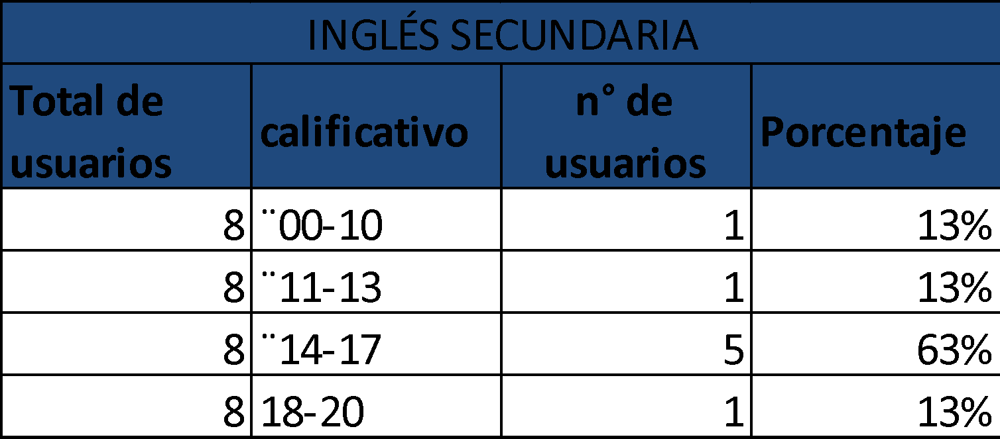 INGLÉS SECUNDARIA
Total de usuarios calificativo n° de usuarios Porcentaje
8 ¨00-10 1 13%
8 ¨11-13 1 13%
8 ¨14-17 5 63%
8 18-20 1 13%